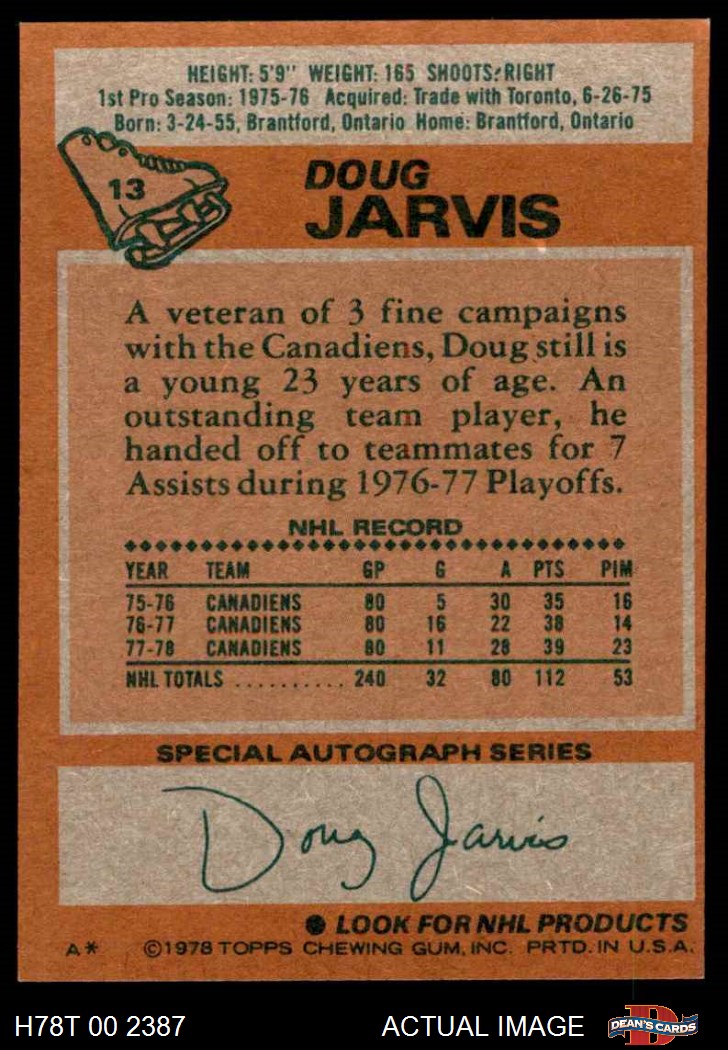 HEIGHT: 5'9" WEIGHT: 165 SHOOTS: RIGHT
1st Pro Season: 1975-76 Acquired: Trade with Toronto, 6-26-75
Born: 3-24-55, Brantford, Ontario Home: Brantford, Ontario
13
DOUG
JARVIS
A veteran of 3 fine campaigns
with the Canadiens, Doug still is
a young 23 years of age. An
outstanding team player, he
handed off to teammates for 7
Assists during 1976-77 Playoffs.
NHL RECORD
YEAR TEAM GP G A PTS PIM
75-76 CANADIENS 80 5 30 35 16
76-77 CANADIENS 80 16 22 38 14
77-78 CANADIENS 80 11 28 39 23
NHL TOTALS .......... 240 32 80 112 53
SPECIAL AUTOGRAPH SERIES
Doug Jarvis
● LOOK FOR NHL PRODUCTS
A* ©1978 TOPPS CHEWING GUM, INC. PRTD. IN U.S.A.
H78T 00 2387 ACTUAL IMAGE D DEAN'S CARDS